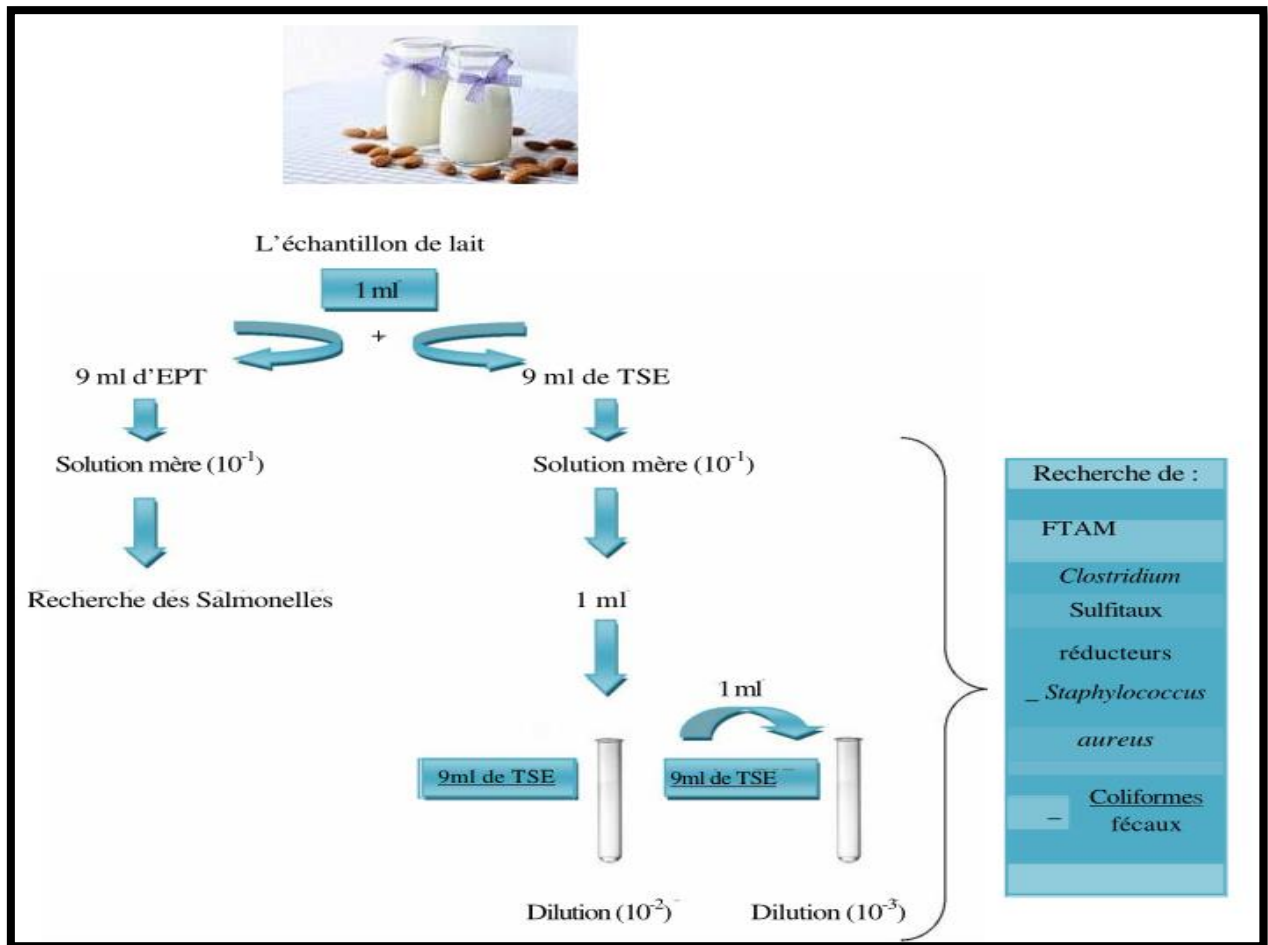 L'échantillon de lait
1 ml
+
9 ml d'EPT
9 ml de TSE
Solution mère (10⁻¹)
Solution mère (10⁻¹)
Recherche des Salmonelles
1 ml
1 ml
9ml de TSE
9ml de TSE
Dilution (10⁻²)
Dilution (10⁻³)
Recherche de :
FTAM
Clostridium
Sulfitaux
réducteurs
_ Staphylococcus
aureus
_ Coliformes
fécaux